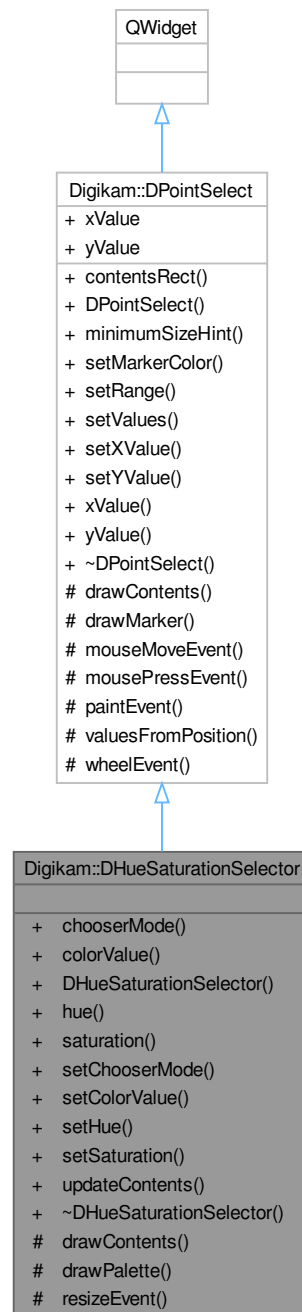 QWidget
Digikam::DPointSelect
+ xValue
+ yValue
+ contentsRect()
+ DPointSelect()
+ minimumSizeHint()
+ setMarkerColor()
+ setRange()
+ setValues()
+ setXValue()
+ setYValue()
+ xValue()
+ yValue()
+ ~DPointSelect()
# drawContents()
# drawMarker()
# mouseMoveEvent()
# mousePressEvent()
# paintEvent()
# valuesFromPosition()
# wheelEvent()
Digikam::DHueSaturationSelector
+ chooserMode()
+ colorValue()
+ DHueSaturationSelector()
+ hue()
+ saturation()
+ setChooserMode()
+ setColorValue()
+ setHue()
+ setSaturation()
+ updateContents()
+ ~DHueSaturationSelector()
# drawContents()
# drawPalette()
# resizeEvent()